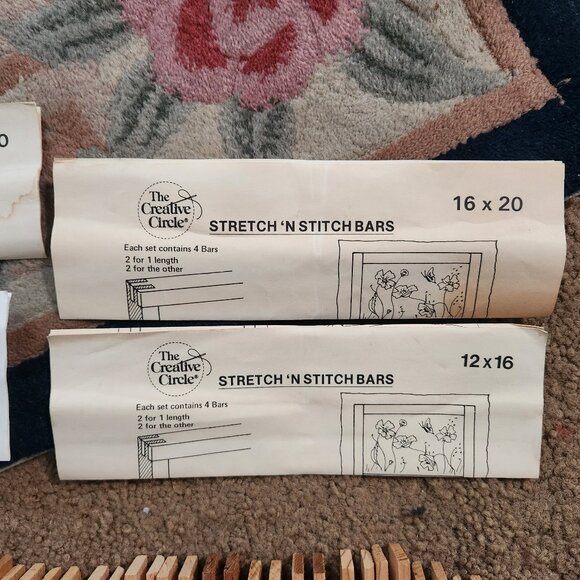 0
The
Creative
Circle®
STRETCH 'N STITCH BARS
16 x 20
Each set contains 4 Bars
2 for 1 length
2 for the other
The
Creative
Circle®
STRETCH 'N STITCH BARS
12 x 16
Each set contains 4 Bars
2 for 1 length
2 for the other